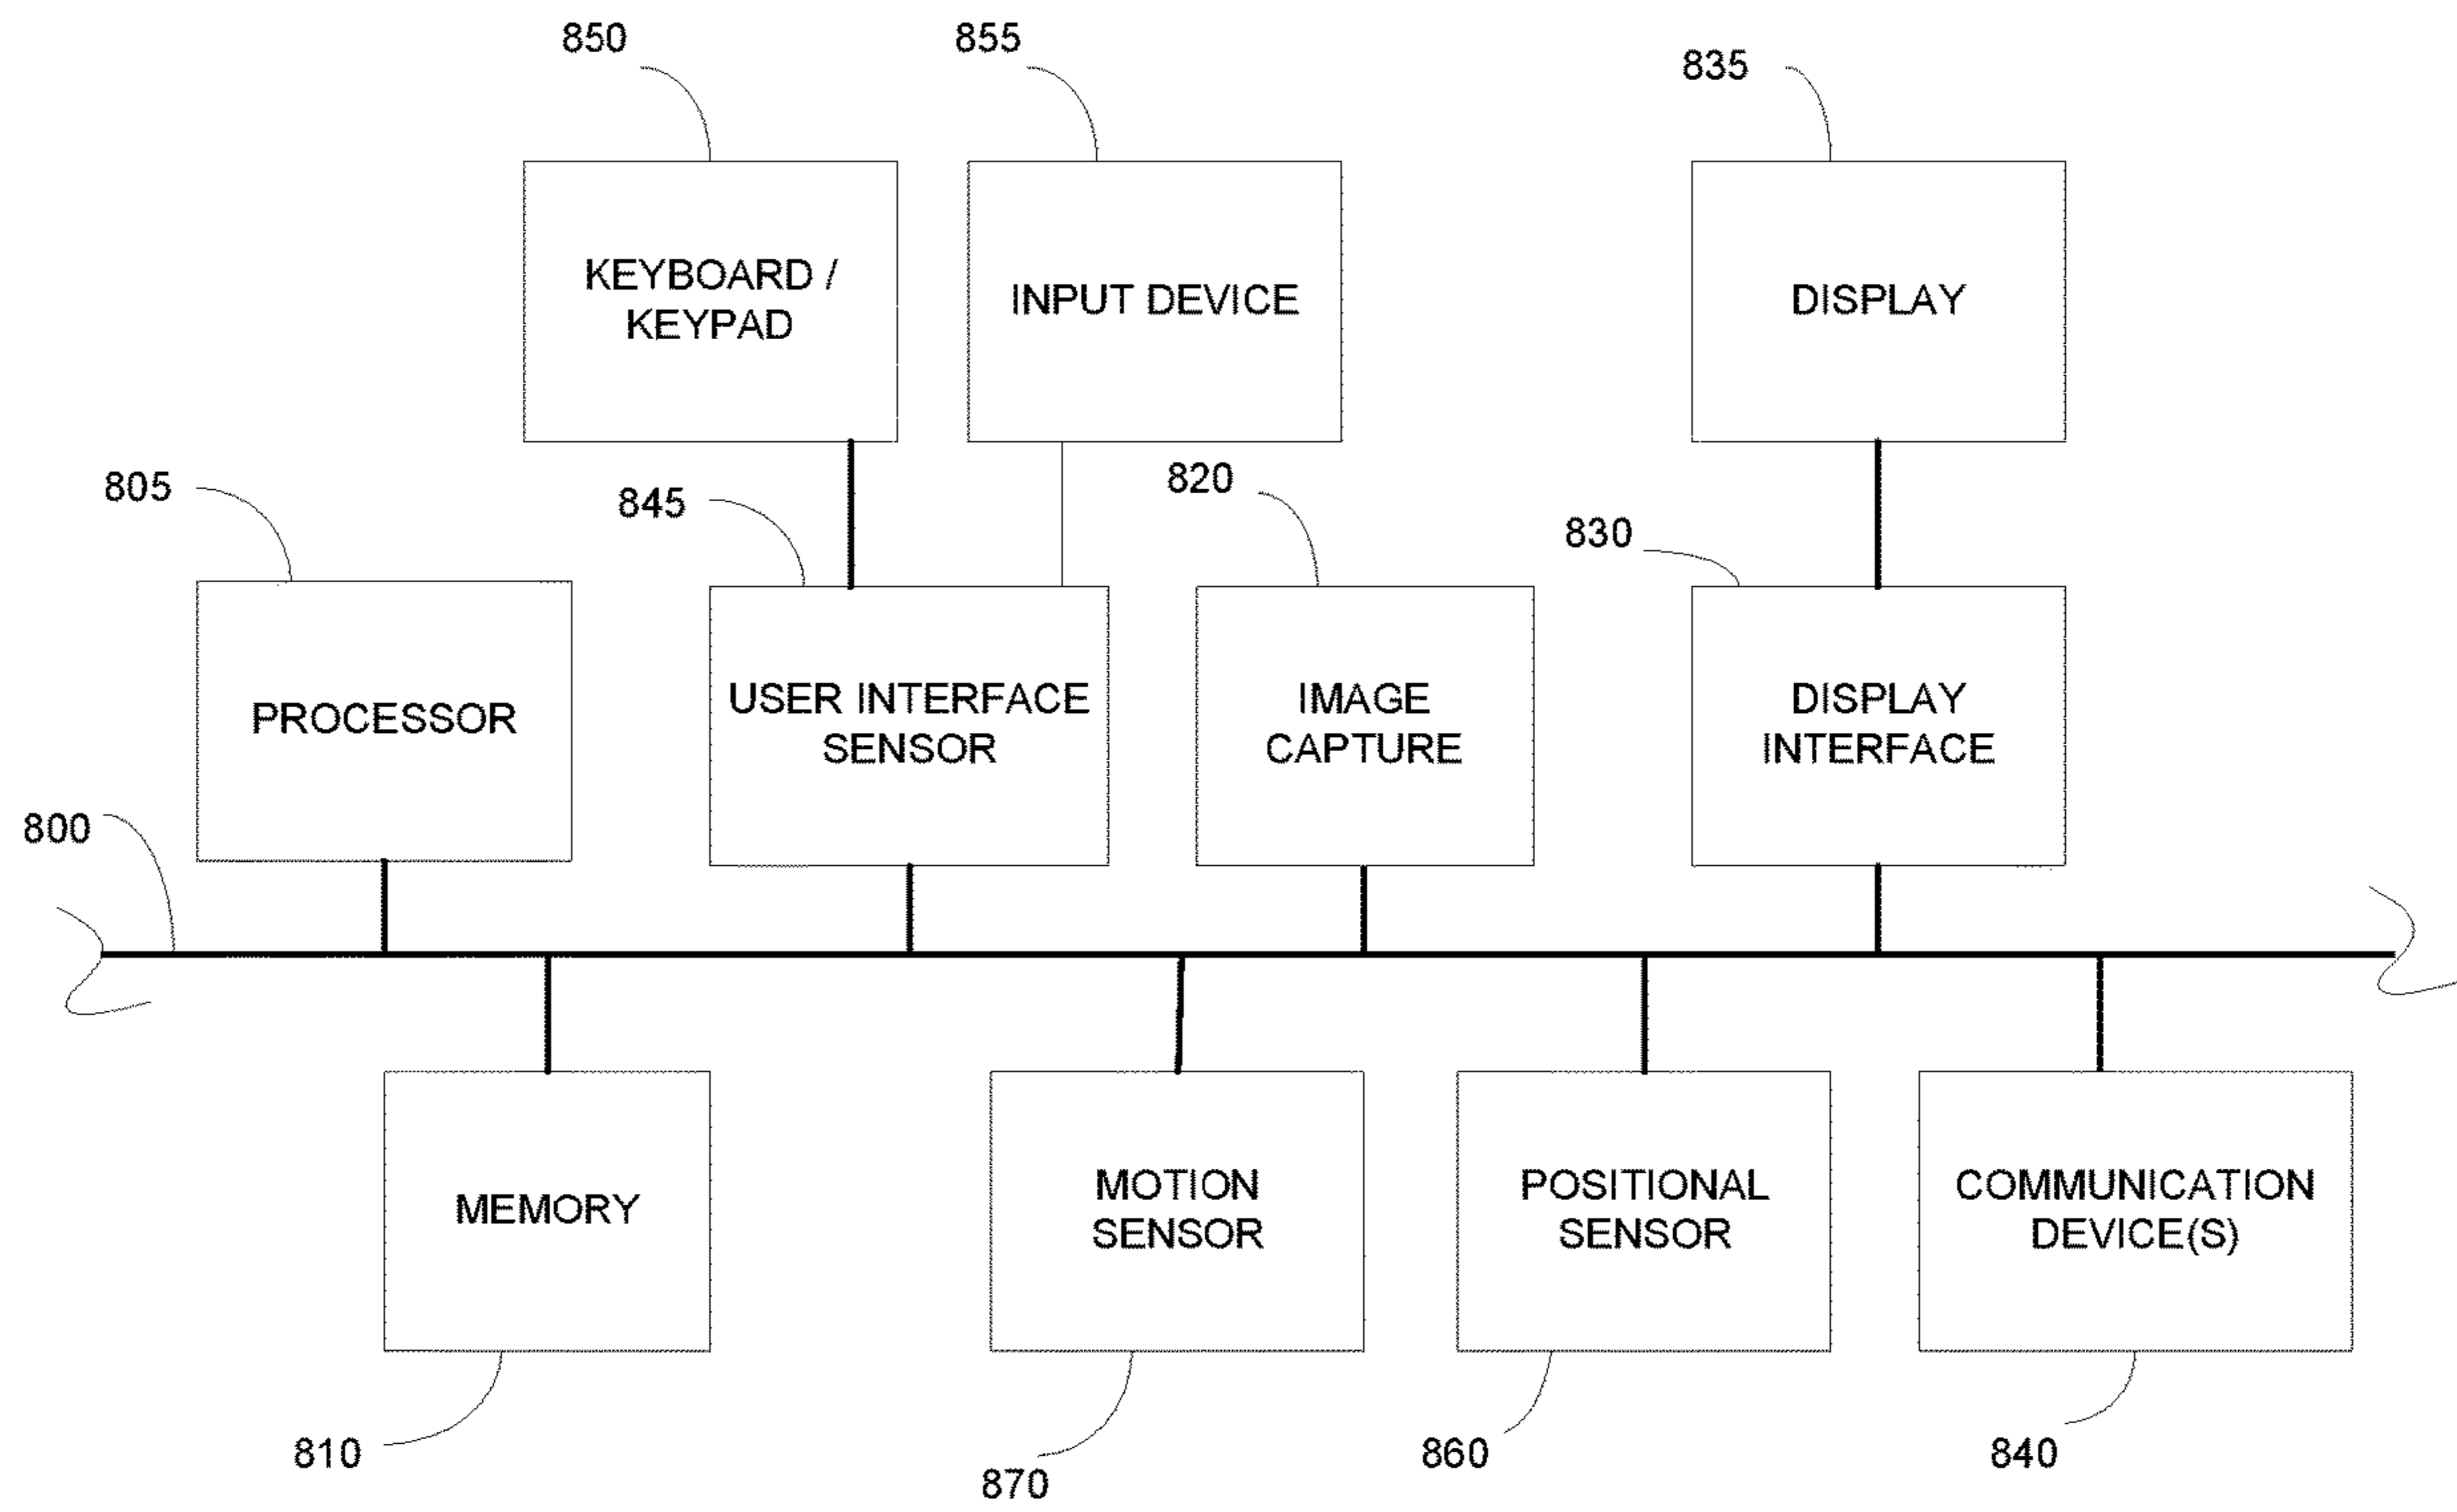 850
855
835
KEYBOARD /
KEYPAD
INPUT DEVICE
DISPLAY
805
845
820
830
PROCESSOR
USER INTERFACE
SENSOR
IMAGE
CAPTURE
DISPLAY
INTERFACE
800
MEMORY
MOTION
SENSOR
POSITIONAL
SENSOR
COMMUNICATION
DEVICE(S)
810
870
860
840